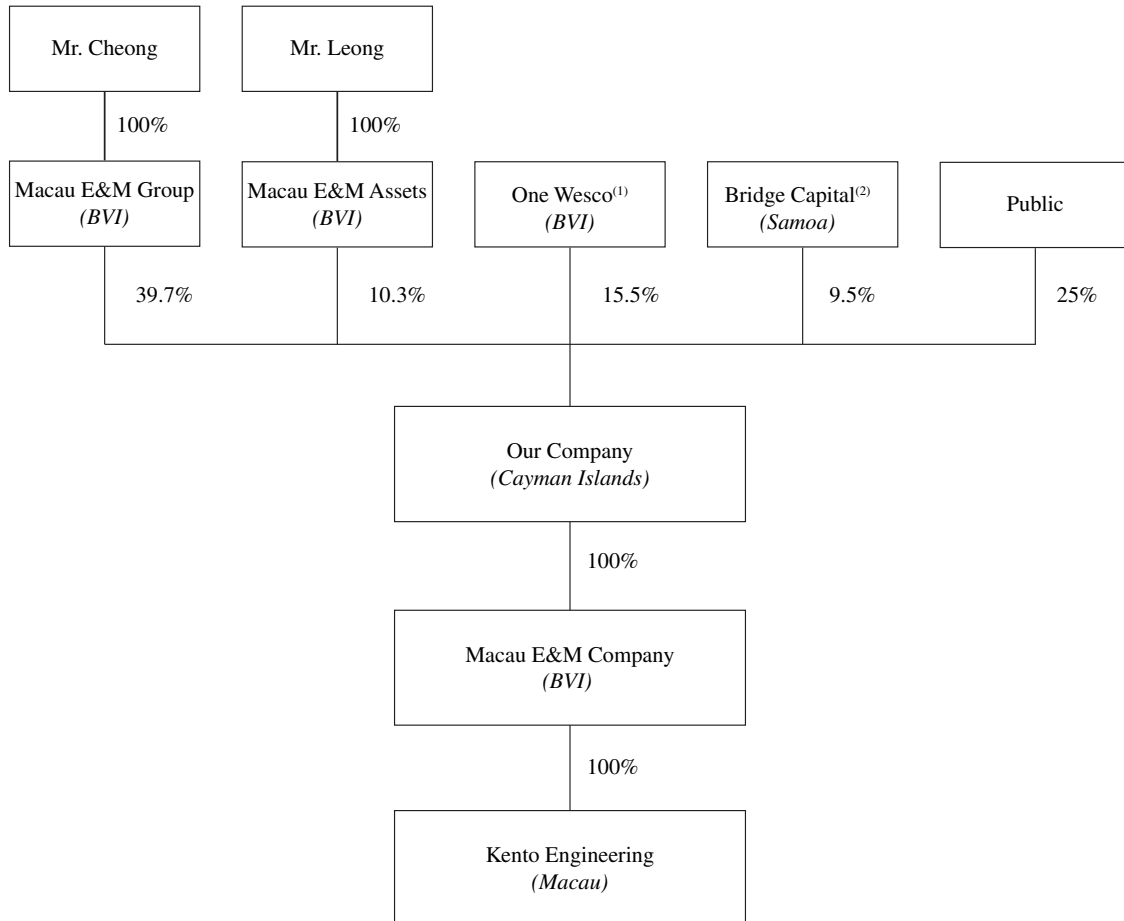 Mr. Cheong
Mr. Leong
100%
100%
Macau E&M Group
(BVI)
Macau E&M Assets
(BVI)
One Wesco(1)
(BVI)
Bridge Capital(2)
(Samoa)
Public
39.7%
10.3%
15.5%
9.5%
25%
Our Company
(Cayman Islands)
100%
Macau E&M Company
(BVI)
100%
Kento Engineering
(Macau)